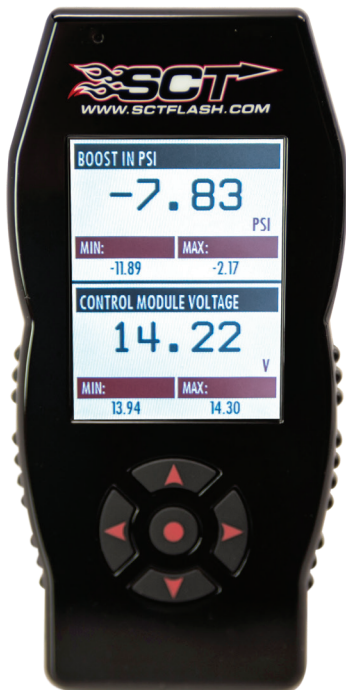 SCT
WWW.SCTFLASH.COM
BOOST IN PSI
-7.83
PSI
MIN: MAX:
-11.89 -2.17
CONTROL MODULE VOLTAGE
14.22
V
MIN: MAX:
13.94 14.30